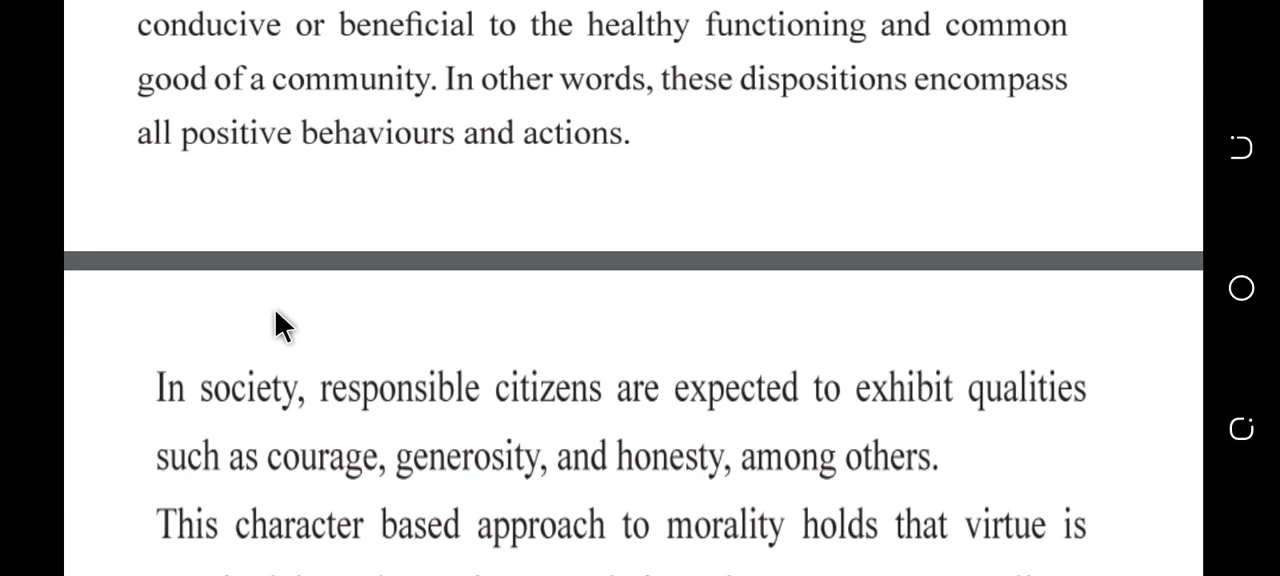 conducive or beneficial to the healthy functioning and common
good of a community. In other words, these dispositions encompass
all positive behaviours and actions.
In society, responsible citizens are expected to exhibit qualities
such as courage, generosity, and honesty, among others.
This character based approach to morality holds that virtue is